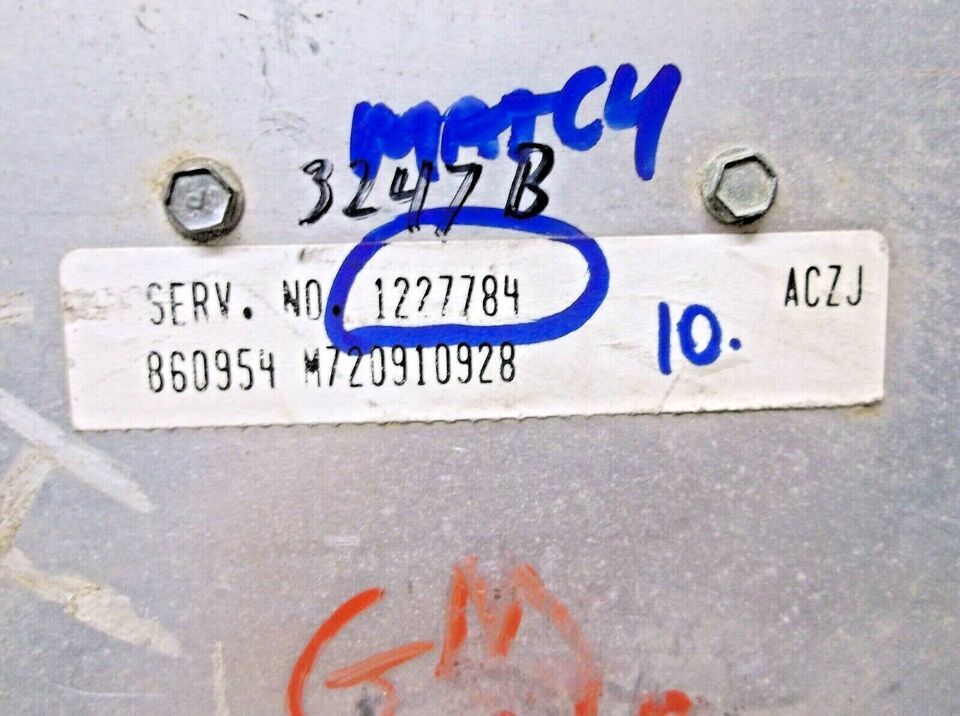 MATCH
3247B
SERV. NO. 1227784 ACZJ
10.
860954 M720910928
GM